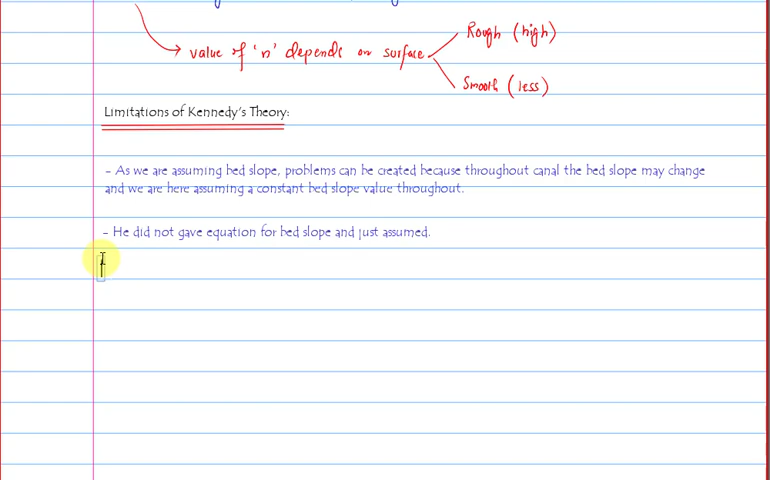 Rough (high)
value of 'n' depends on surface
Smooth (less)
Limitations of Kennedy's Theory:
- As we are assuming bed slope, problems can be created because throughout canal the bed slope may change
and we are here assuming a constant bed slope value throughout.
- He did not gave equation for bed slope and just assumed.